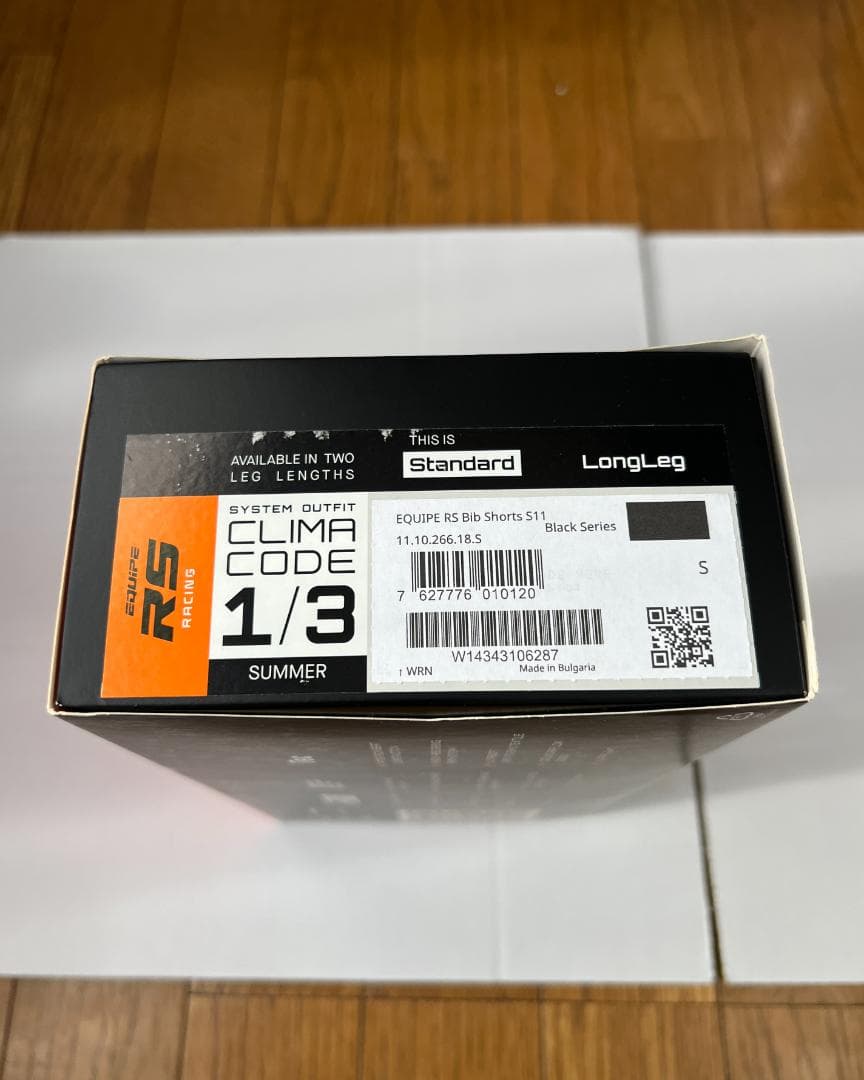 THIS IS
AVAILABLE IN TWO
LEG LENGTHS
Standard
LongLeg
EQUIPE
RS
RACING
SYSTEM OUTFIT
CLIMA
CODE
1/3
SUMMER
EQUIPE RS Bib Shorts S11
Black Series
11.10.266.18.S
S
7 627776 010120
W14343106287
↑ WRN
Made in Bulgaria